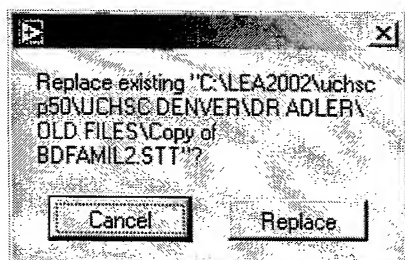 Replace existing "C:\LEA2002\uchsc
p50\UCHSC.DENVER\DR.ADLER\
OLD.FILES\Copy of
BDFAMIL2.STT"?
Cancel
Replace